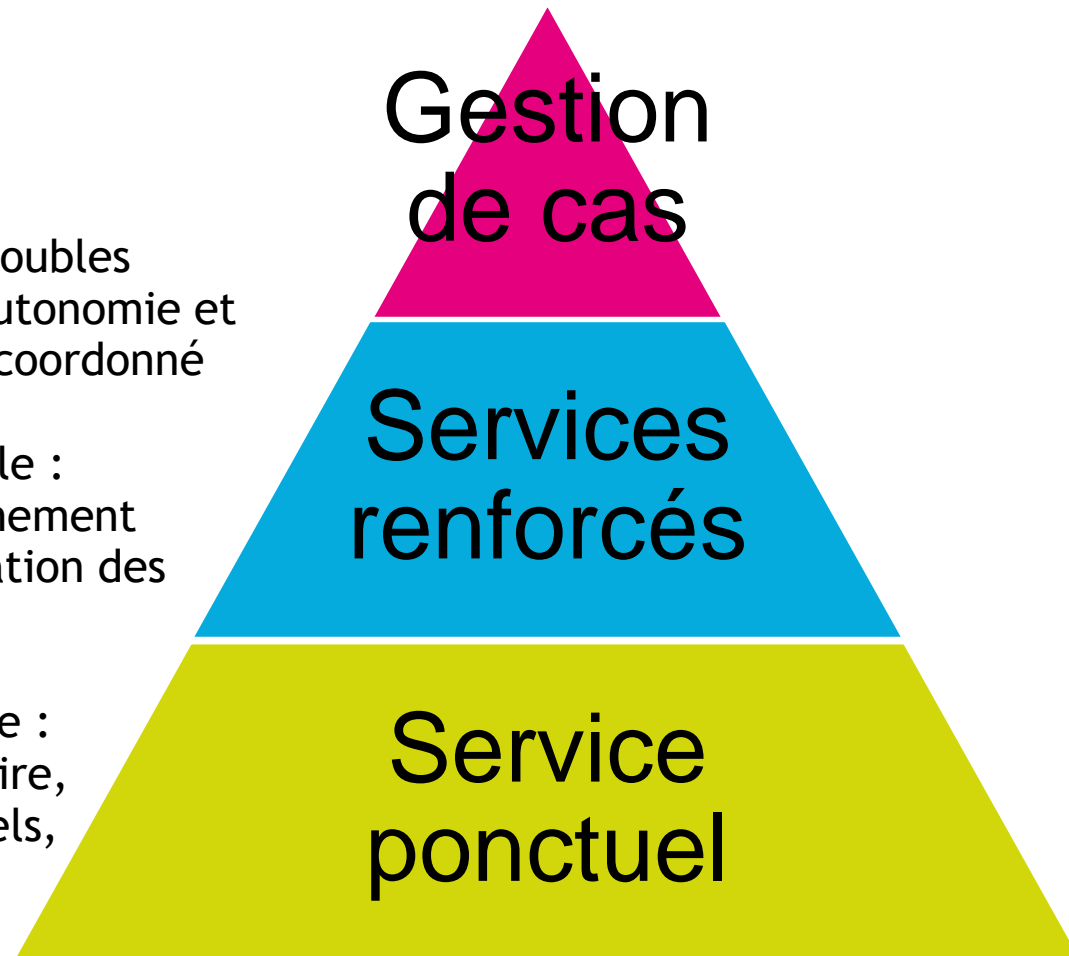 Gestion
de cas
oubles
utonomie et
coordonné
le :
nement
ation des
e :
ire,
els,
Services
renforcés
Service
ponctuel